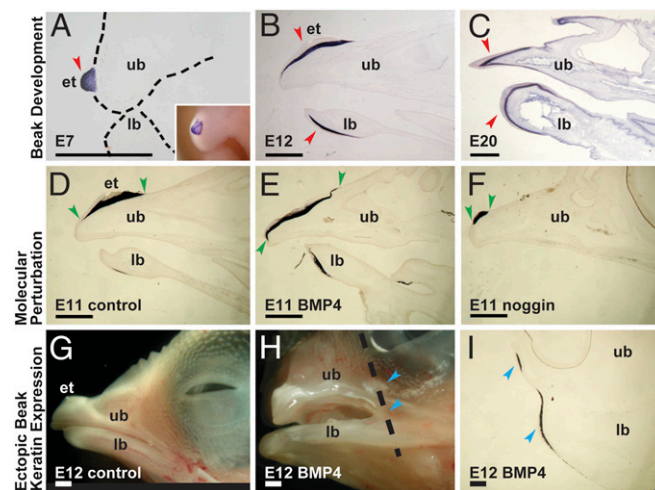 Beak Development
A
et
ub
lb
E7
B
et
ub
lb
E12
C
ub
lb
E20
Molecular
Perturbation
D
et
ub
lb
E11 control
E
ub
lb
E11 BMP4
F
ub
E11 noggin
Ectopic Beak
Keratin Expression
G
et
ub
lb
E12 control
H
ub
lb
E12 BMP4
I
ub
lb
E12 BMP4